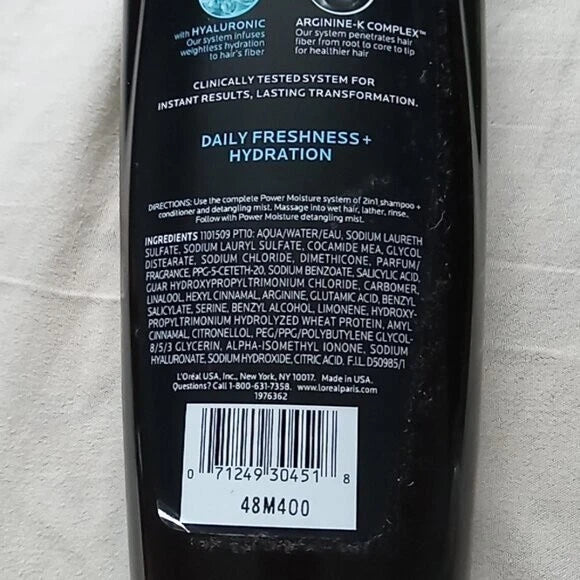 with HYALURONIC
Our system infuses
weightless hydration
to hair's fiber
ARGININE-K COMPLEX™
Our system penetrates hair
fiber from root to core to tip
for healthier hair
CLINICALLY TESTED SYSTEM FOR
INSTANT RESULTS, LASTING TRANSFORMATION.
DAILY FRESHNESS +
HYDRATION
DIRECTIONS: Use the complete Power Moisture system of 2in1 shampoo +
conditioner and detangling mist. Massage into wet hair, lather, rinse.
Follow with Power Moisture detangling mist.
INGREDIENTS 1101509 PT10: AQUA/WATER/EAU, SODIUM LAURETH
SULFATE, SODIUM LAURYL SULFATE, COCAMIDE MEA, GLYCOL
DISTEARATE, SODIUM CHLORIDE, DIMETHICONE, PARFUM/
FRAGRANCE, PPG-5-CETETH-20, SODIUM BENZOATE, SALICYLIC ACID,
GUAR HYDROXYPROPYLTRIMONIUM CHLORIDE, CARBOMER,
LINALOOL, HEXYL CINNAMAL, ARGININE, GLUTAMIC ACID, BENZYL
SALICYLATE, SERINE, BENZYL ALCOHOL, LIMONENE, HYDROXY-
PROPYLTRIMONIUM HYDROLYZED WHEAT PROTEIN, AMYL
CINNAMAL, CITRONELLOL, PEG/PPG/POLYBUTYLENE GLYCOL-
8/5/3 GLYCERIN, ALPHA-ISOMETHYL IONONE, SODIUM
HYALURONATE, SODIUM HYDROXIDE, CITRIC ACID. F.I.L. D50985/1
L'Oréal USA, Inc., New York, NY 10017. Made in USA.
Questions? Call 1-800-631-7358. www.lorealparis.com
1976362
0 71249 30451 8
48M400